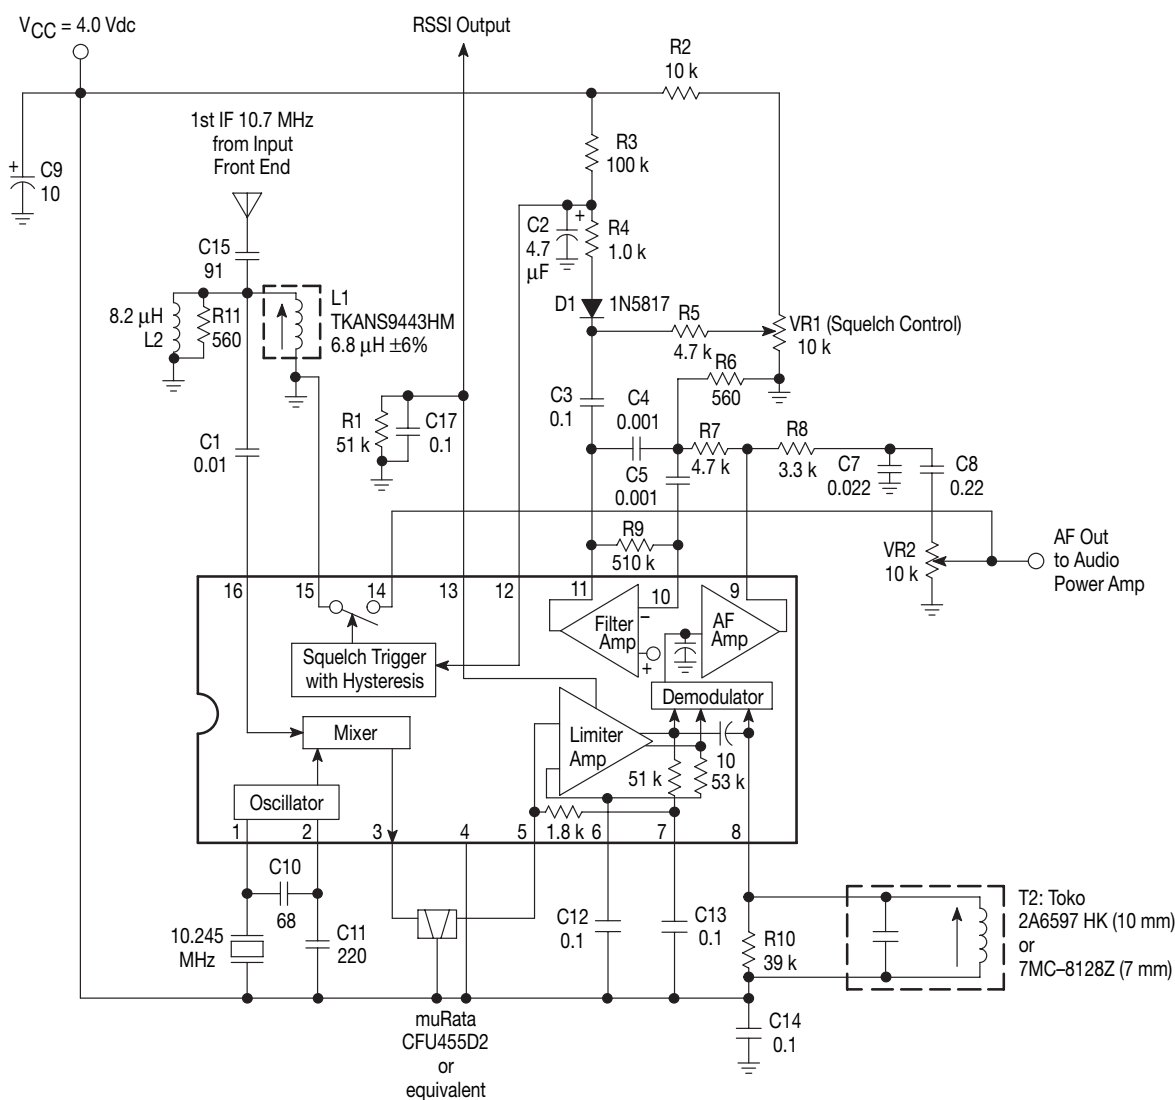 VCC = 4.0 Vdc
RSSI Output
R2
10 k
1st IF 10.7 MHz
from Input
Front End
+
C9
10
R3
100 k
C15
91
C2
4.7
µF
+
R4
1.0 k
8.2 µH
L2
R11
560
L1
TKANS9443HM
6.8 µH ±6%
D1
1N5817
R5
4.7 k
VR1 (Squelch Control)
10 k
R6
560
C3
0.1
C4
0.001
R1
51 k
C17
0.1
C1
0.01
R7
4.7 k
R8
3.3 k
C5
0.001
C7
0.022
C8
0.22
R9
510 k
VR2
10 k
AF Out
to Audio
Power Amp
16
15
14
13
12
11
10
9
Filter
Amp
–
+
AF
Amp
Squelch Trigger
with Hysteresis
Demodulator
Mixer
Limiter
Amp
10
51 k
53 k
Oscillator
1.8 k
1
2
3
4
5
6
7
8
C10
68
10.245
MHz
C11
220
C12
0.1
C13
0.1
R10
39 k
T2: Toko
2A6597 HK (10 mm)
or
7MC–8128Z (7 mm)
muRata
CFU455D2
or
equivalent
C14
0.1